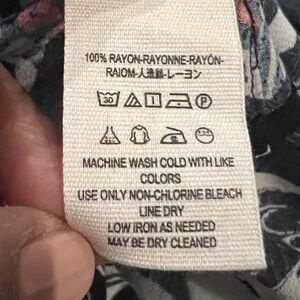 100% RAYON-RAYONNE-RAYÓN-
RAIOM-人造絲-レーヨン
30
P
MACHINE WASH COLD WITH LIKE
COLORS
USE ONLY NON-CHLORINE BLEACH
LINE DRY
LOW IRON AS NEEDED
MAY BE DRY CLEANED